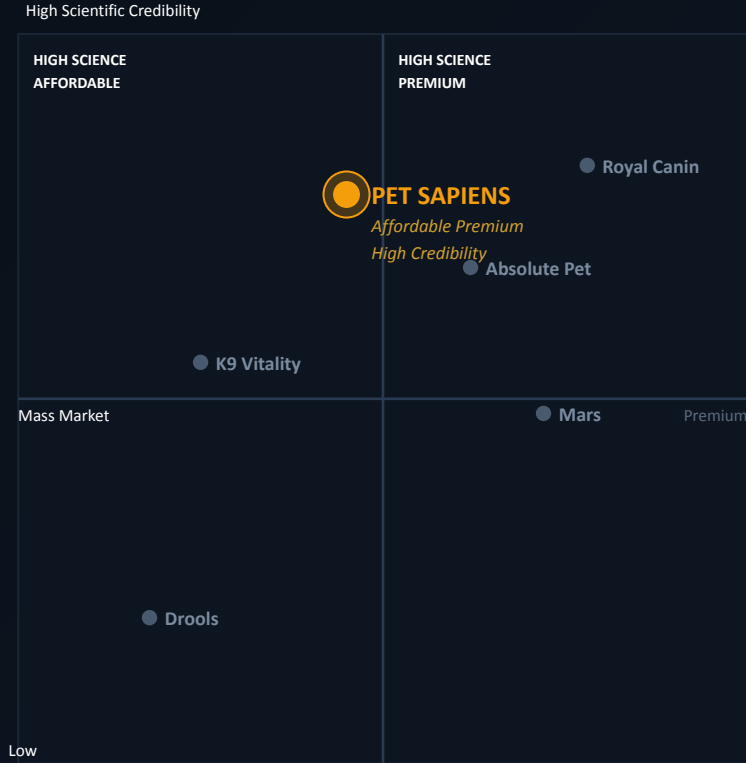 High Scientific Credibility
HIGH SCIENCE
AFFORDABLE
HIGH SCIENCE
PREMIUM
Royal Canin
PET SAPIENS
Affordable Premium
High Credibility
Absolute Pet
K9 Vitality
Mass Market
Mars
Premium
Drools
Low